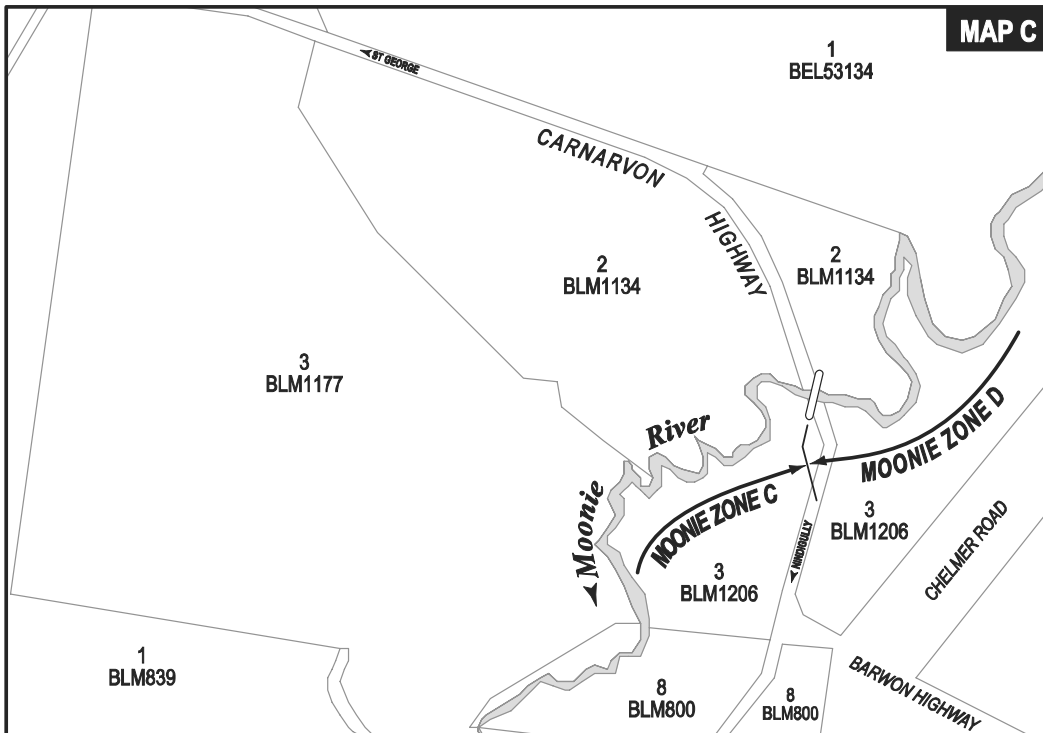 MAP C
1
BEL53134
ST GEORGE
CARNARVON
HIGHWAY
2
BLM1134
2
BLM1134
3
BLM1177
River
Moonie
MOONIE ZONE D
MOONIE ZONE C
3
BLM1206
NINDIGULLY
3
BLM1206
CHELMER ROAD
1
BLM839
8
BLM800
8
BLM800
BARWON HIGHWAY